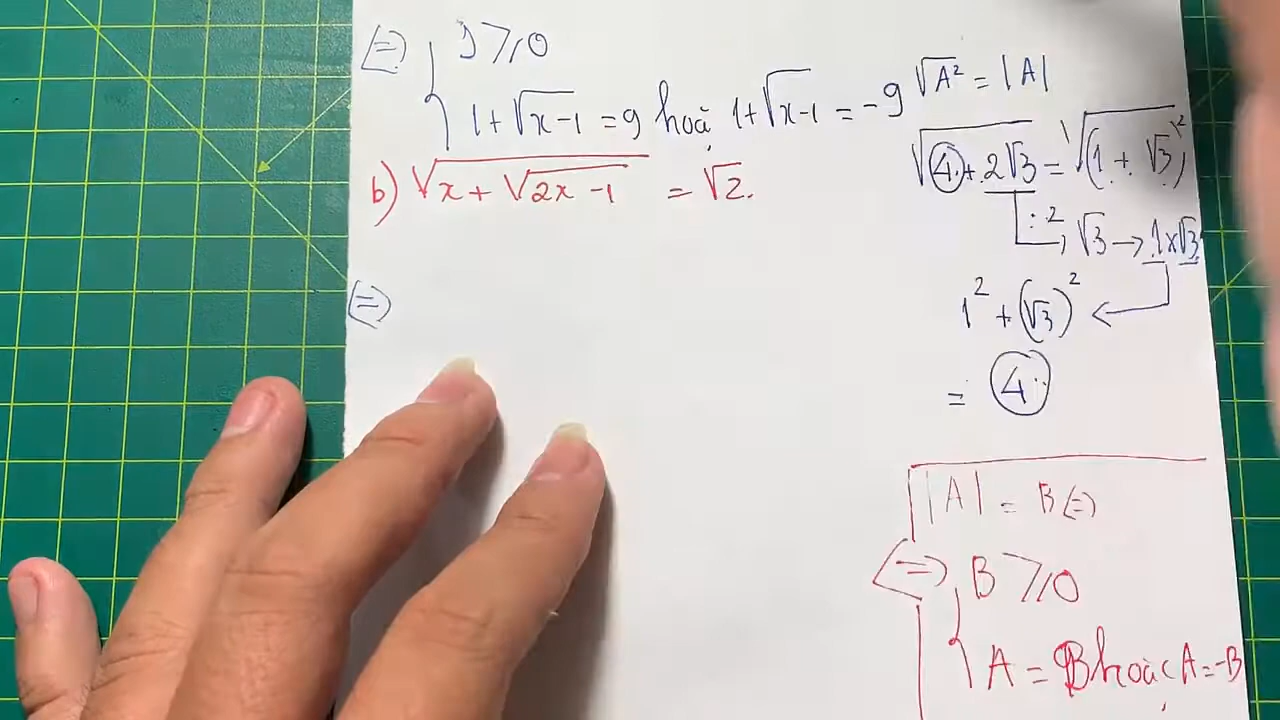 ⇔ { 9 ⩾ 0
1 + √(x-1) = 9 hoặc 1 + √(x-1) = -9
b) √(x + √(2x - 1)) = √2.
⇔
√A² = |A|
√(4 + 2√3) = √(1 + √3)²
: 2 → √3 → 1 x √3
1² + (√3)² ←
= 4
|A| = B ⇔
⇔ { B ⩾ 0
A = B hoặc A = -B